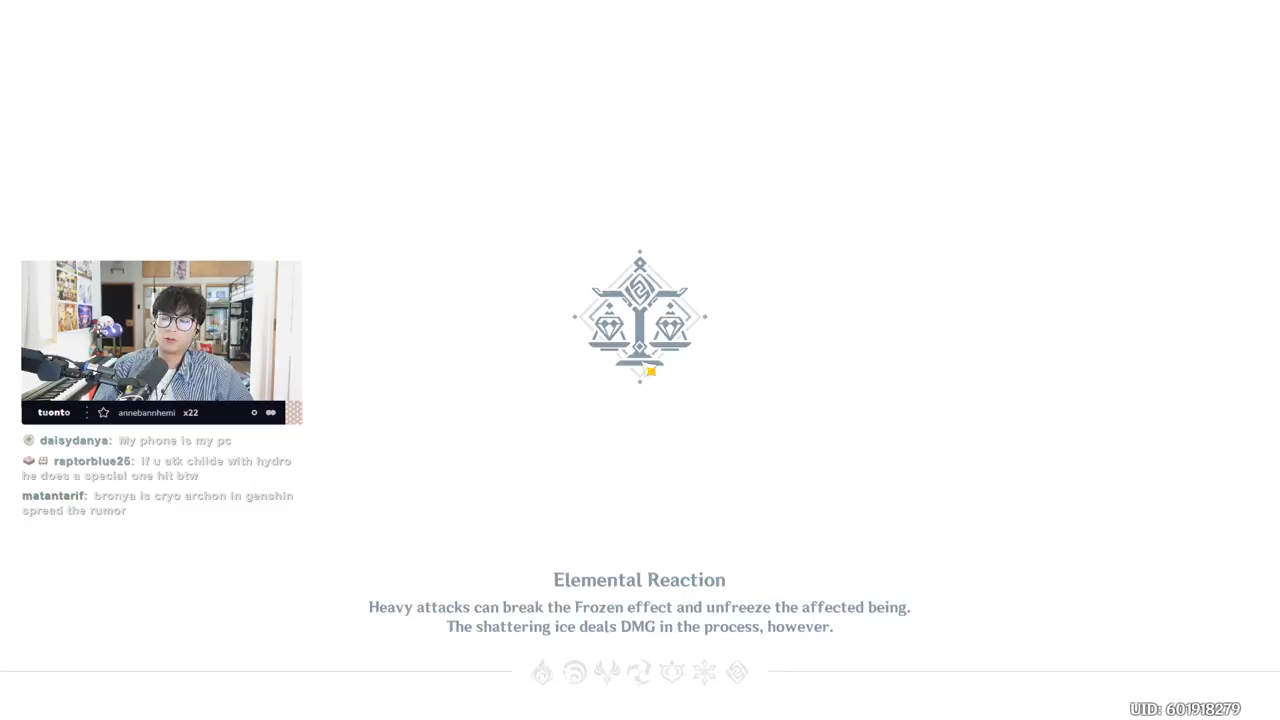 tuonto
annebannhemi x22
daisydanya: My phone is my pc
raptorblue25: if u atk childe with hydro
he does a special one hit btw
matantarif: bronya is cryo archon in genshin
spread the rumor
Elemental Reaction
Heavy attacks can break the Frozen effect and unfreeze the affected being.
The shattering ice deals DMG in the process, however.
UID: 601918279